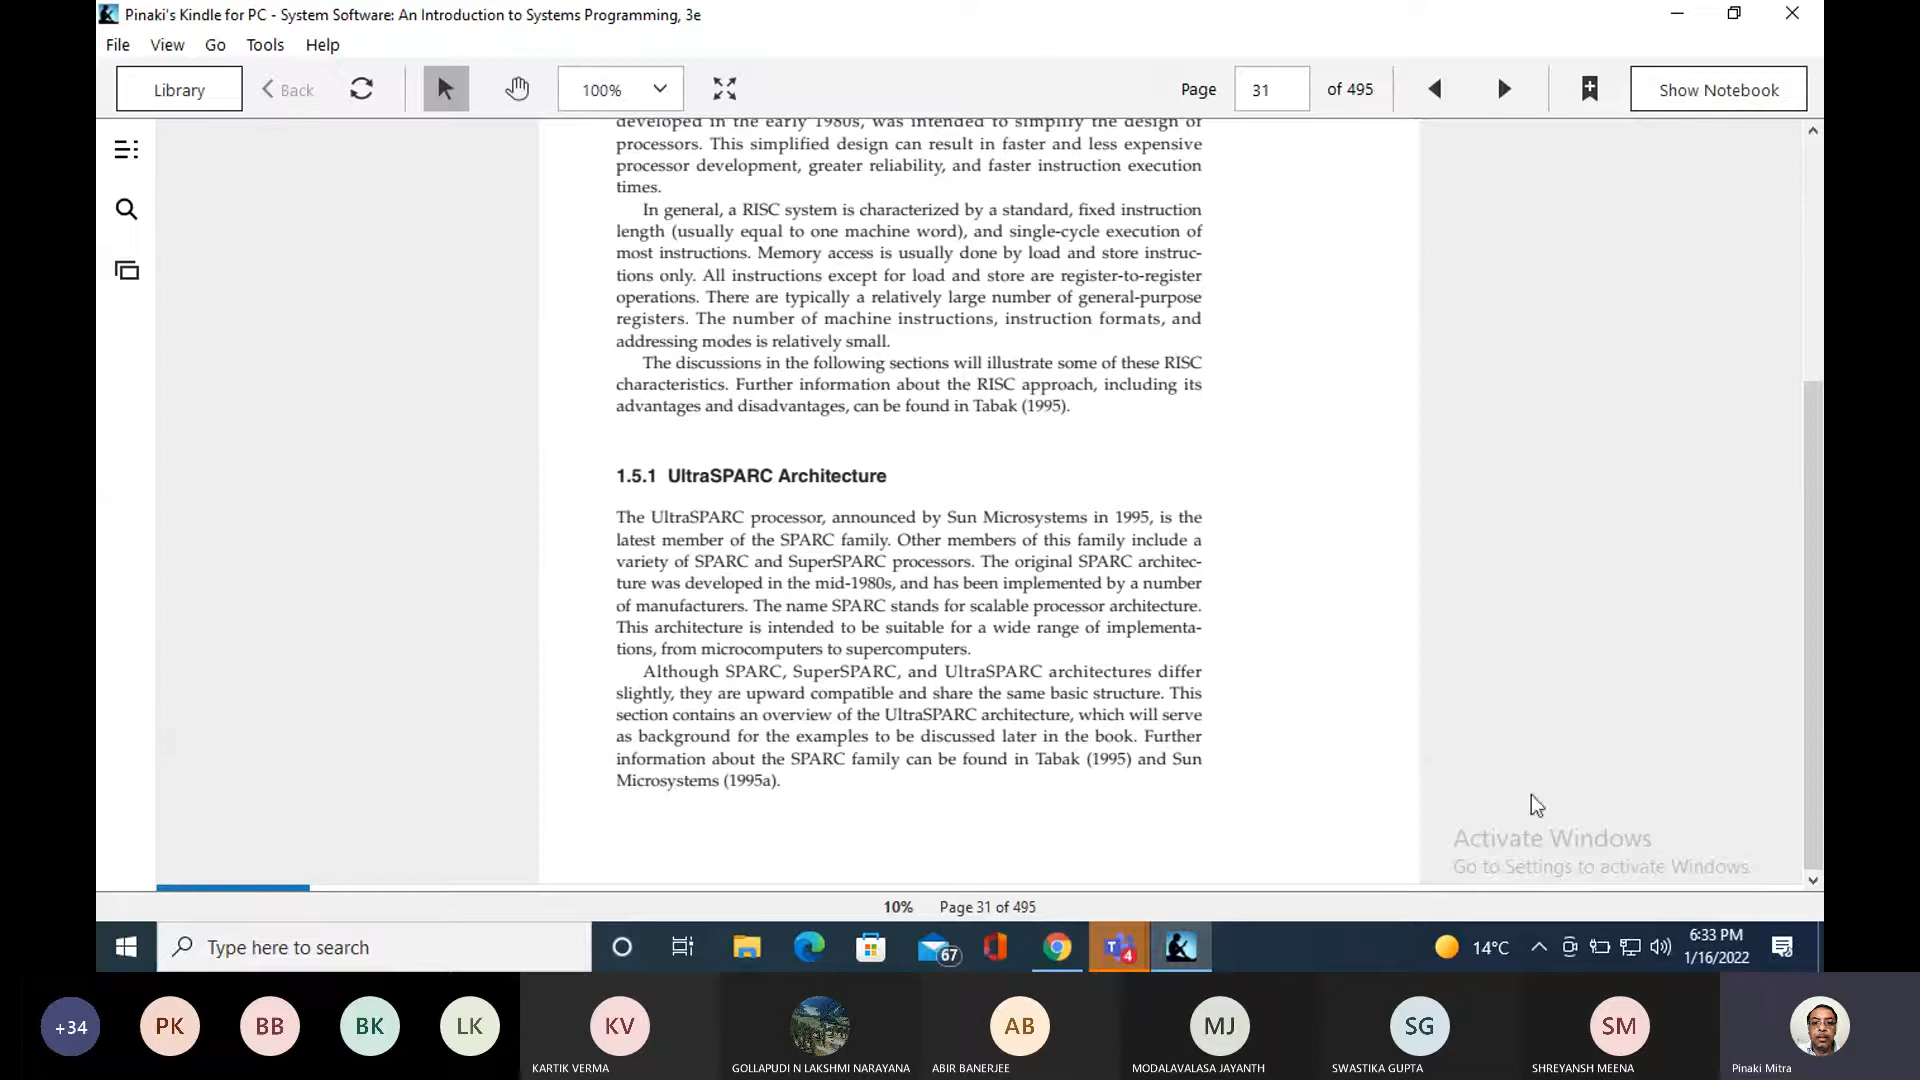 Pinaki's Kindle for PC - System Software: An Introduction to Systems Programming, 3e
File View Go Tools Help
Library Back 100% Page 31 of 495 Show Notebook
developed in the early 1980s, was intended to simplify the design of
processors. This simplified design can result in faster and less expensive
processor development, greater reliability, and faster instruction execution
times.
In general, a RISC system is characterized by a standard, fixed instruction
length (usually equal to one machine word), and single-cycle execution of
most instructions. Memory access is usually done by load and store instruc-
tions only. All instructions except for load and store are register-to-register
operations. There are typically a relatively large number of general-purpose
registers. The number of machine instructions, instruction formats, and
addressing modes is relatively small.
The discussions in the following sections will illustrate some of these RISC
characteristics. Further information about the RISC approach, including its
advantages and disadvantages, can be found in Tabak (1995).
1.5.1 UltraSPARC Architecture
The UltraSPARC processor, announced by Sun Microsystems in 1995, is the
latest member of the SPARC family. Other members of this family include a
variety of SPARC and SuperSPARC processors. The original SPARC architec-
ture was developed in the mid-1980s, and has been implemented by a number
of manufacturers. The name SPARC stands for scalable processor architecture.
This architecture is intended to be suitable for a wide range of implementa-
tions, from microcomputers to supercomputers.
Although SPARC, SuperSPARC, and UltraSPARC architectures differ
slightly, they are upward compatible and share the same basic structure. This
section contains an overview of the UltraSPARC architecture, which will serve
as background for the examples to be discussed later in the book. Further
information about the SPARC family can be found in Tabak (1995) and Sun
Microsystems (1995a).
Activate Windows
Go to Settings to activate Windows.
10% Page 31 of 495
Type here to search
67
T
4
14°C
6:33 PM
1/16/2022
+34 PK BB BK LK KV AB MJ SG SM
KARTIK VERMA GOLLAPUDI N LAKSHMI NARAYANA ABIR BANERJEE MODALAVALASA JAYANTH SWASTIKA GUPTA SHREYANSH MEENA Pinaki Mitra